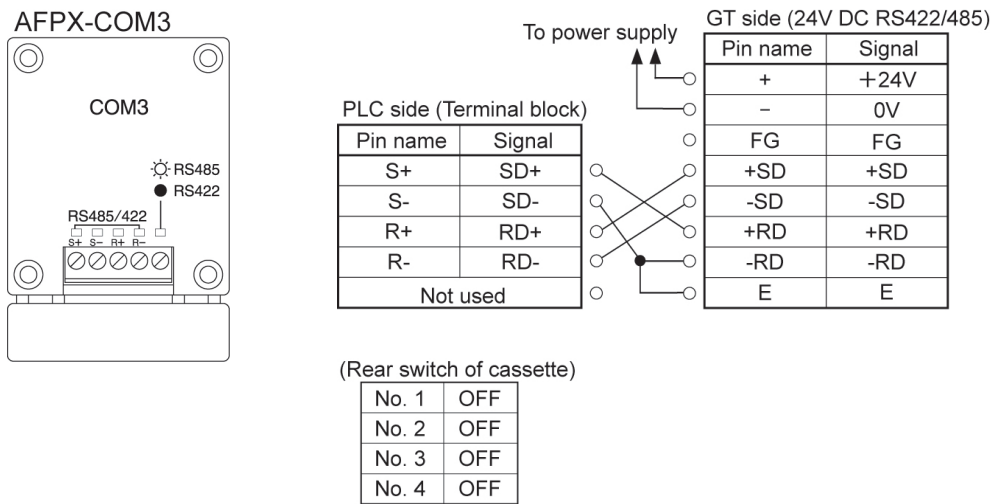 AFPX-COM3
COM3
RS485
RS422
RS485/422
S+ S- R+ R-
To power supply
PLC side (Terminal block)
Pin name Signal
S+ SD+
S- SD-
R+ RD+
R- RD-
Not used
GT side (24V DC RS422/485)
Pin name Signal
+ +24V
- 0V
FG FG
+SD +SD
-SD -SD
+RD +RD
-RD -RD
E E
(Rear switch of cassette)
No. 1 OFF
No. 2 OFF
No. 3 OFF
No. 4 OFF